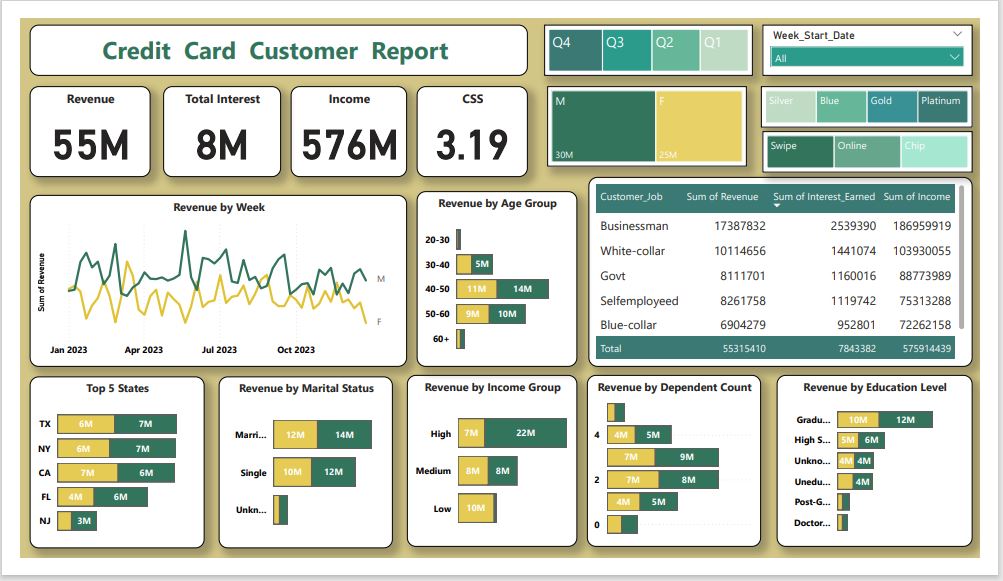 Credit Card Customer Report
Q4 Q3 Q2 Q1
Week_Start_Date
All
Revenue
55M
Total Interest
8M
Income
576M
CSS
3.19
M
30M
F
25M
Silver Blue Gold Platinum
Swipe Online Chip
Revenue by Week
Sum of Revenue
M
F
Jan 2023 Apr 2023 Jul 2023 Oct 2023
Revenue by Age Group
20-30
30-40 5M
40-50 11M 14M
50-60 9M 10M
60+
Customer_Job Sum of Revenue Sum of Interest_Earned Sum of Income
Businessman 17387832 2539390 186959919
White-collar 10114656 1441074 103930055
Govt 8111701 1160016 88773989
Selfemployeed 8261758 1119742 75313288
Blue-collar 6904279 952801 72262158
Total 55315410 7843382 575914439
Top 5 States
TX 6M 7M
NY 6M 7M
CA 7M 6M
FL 4M 6M
NJ 3M
Revenue by Marital Status
Marri... 12M 14M
Single 10M 12M
Unkn...
Revenue by Income Group
High 7M 22M
Medium 8M 8M
Low 10M
Revenue by Dependent Count
4 4M 5M
7M 9M
2 7M 8M
4M 5M
0
Revenue by Education Level
Gradu... 10M 12M
High S... 5M 6M
Unkno... 4M 4M
Unedu... 4M
Post-G...
Doctor...